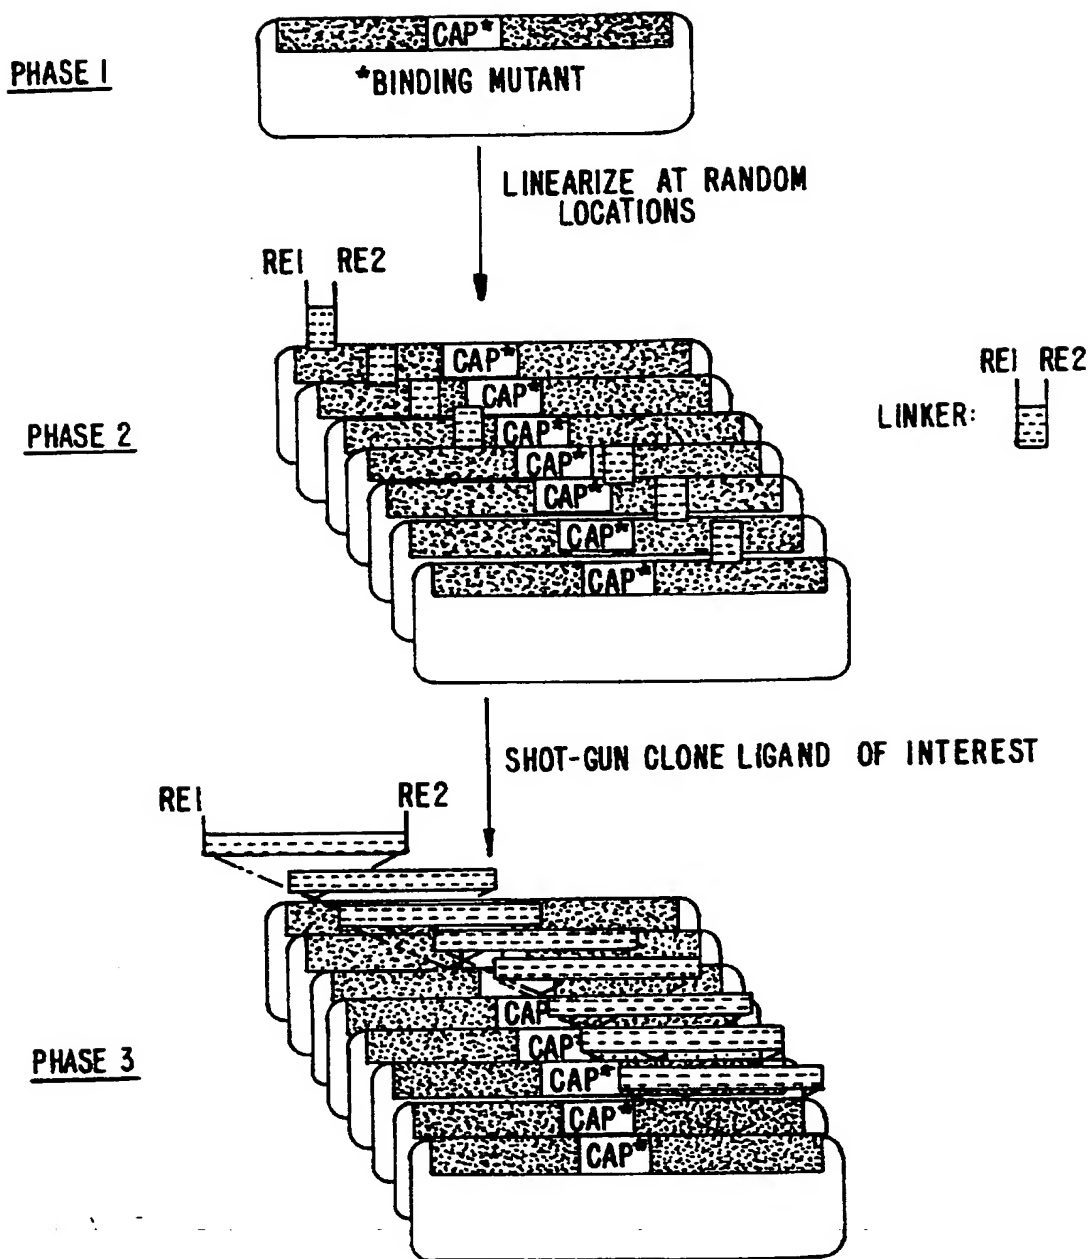 CAP*
PHASE 1
*BINDING MUTANT
LINEARIZE AT RANDOM
LOCATIONS
RE1 RE2
CAP*
CAP*
CAP*
CAP*
CAP*
CAP*
CAP*
PHASE 2
RE1 RE2
LINKER:
SHOT-GUN CLONE LIGAND OF INTEREST
RE1 RE2
CAP
CAP*
CAP*
CAP*
CAP*
PHASE 3